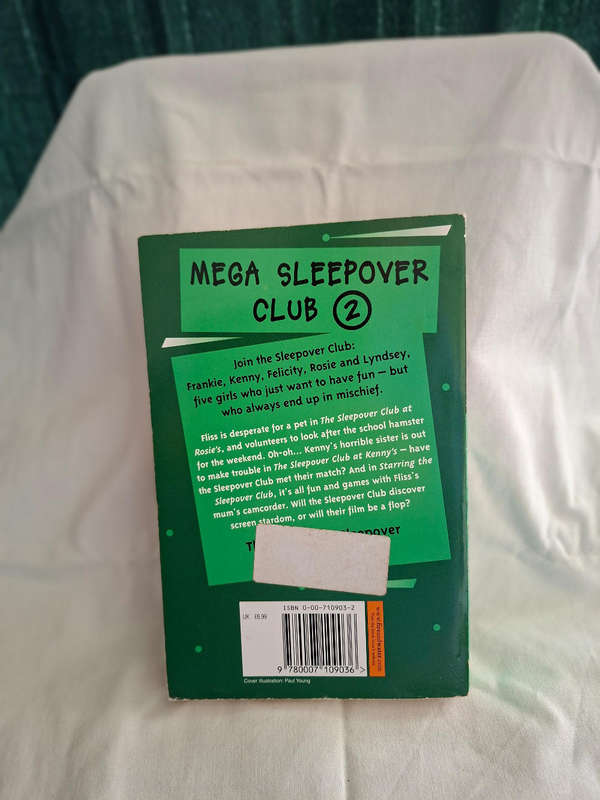 MEGA SLEEPOVER
CLUB 2
Join the Sleepover Club:
Frankie, Kenny, Felicity, Rosie and Lyndsey,
five girls who just want to have fun – but
who always end up in mischief.
Fliss is desperate for a pet in The Sleepover Club at
Rosie's, and volunteers to look after the school hamster
for the weekend. Oh-oh... Kenny's horrible sister is out
to make trouble in The Sleepover Club at Kenny's – have
the Sleepover Club met their match? And in Starring the
Sleepover Club, it's all fun and games with Fliss's
mum's camcorder. Will the Sleepover Club discover
screen stardom, or will their film be a flop?
ISBN 0-00-710903-2
UK £6.99
9 780007 109036 >
Cover illustration: Paul Young